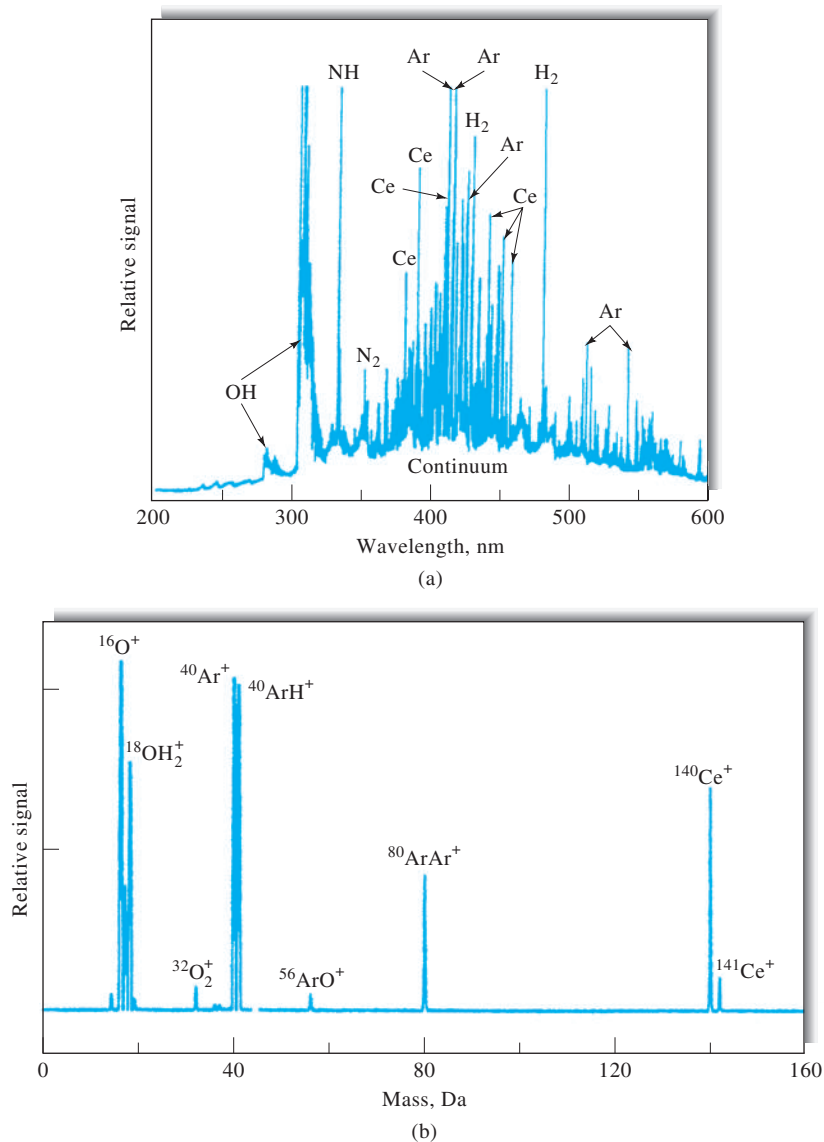 Ar Ar
NH
H₂
H₂
Ar
Ce
Ce
Ce
Ce
Ar
N₂
OH
Continuum
Relative signal
200 300 400 500 600
Wavelength, nm
(a)
¹⁶O⁺
⁴⁰Ar⁺
⁴⁰ArH⁺
¹⁸OH₂⁺
¹⁴⁰Ce⁺
⁸⁰ArAr⁺
³²O₂⁺
⁵⁶ArO⁺
¹⁴¹Ce⁺
Relative signal
0 40 80 120 160
Mass, Da
(b)